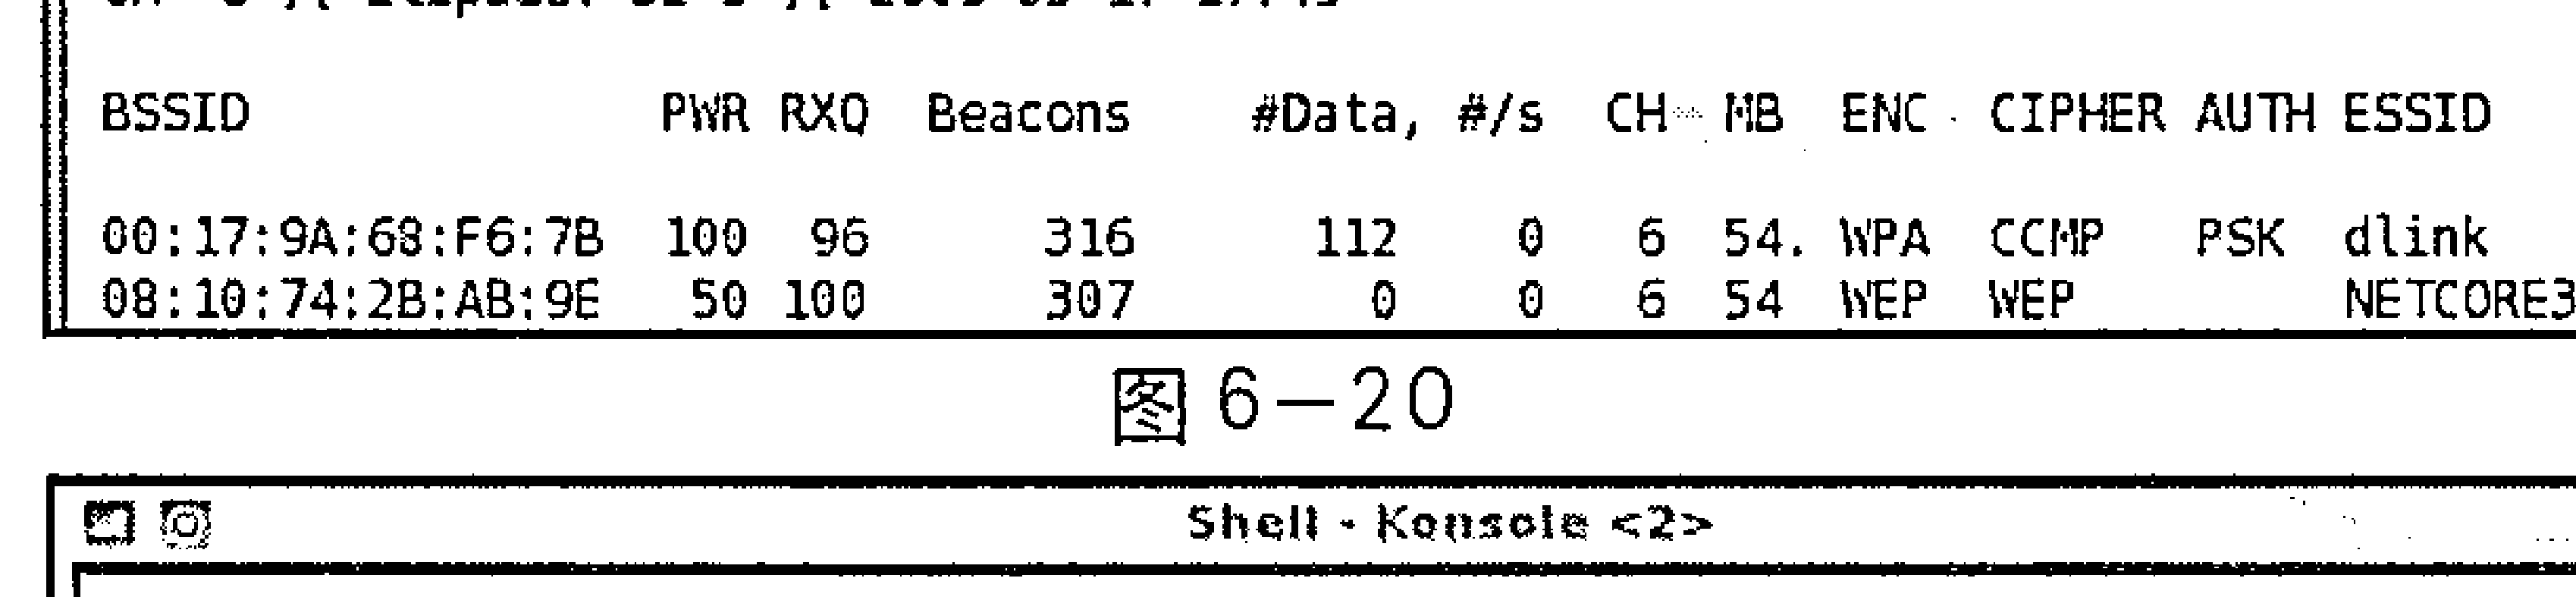 BSSID PWR RXQ Beacons #Data, #/s CH MB ENC CIPHER AUTH ESSID
00:17:9A:68:F6:7B 100 96 316 112 0 6 54. WPA CCMP PSK dlink
08:10:74:2B:AB:9E 50 100 307 0 0 6 54 WEP WEP NETCORE3
图 6-20
Shell - Konsole <2>